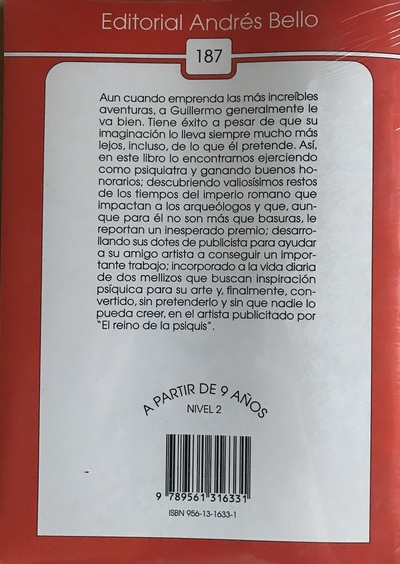 Editorial Andrés Bello
187
Aun cuando emprenda las más increíbles
aventuras, a Guillermo generalmente le
va bien. Tiene éxito a pesar de que su
imaginación lo lleva siempre mucho más
lejos, incluso, de lo que él pretende. Así,
en este libro lo encontramos ejerciendo
como psiquiatra y ganando buenos ho-
norarios; descubriendo valiosísimos restos
de los tiempos del imperio romano que
impactan a los arqueólogos y que, aun-
que para él no son más que basuras, le
reportan un inesperado premio; desarro-
llando sus dotes de publicista para ayudar
a su amigo artista a conseguir un impor-
tante trabajo; incorporado a la vida diaria
de dos mellizos que buscan inspiración
psíquica para su arte y, finalmente, con-
vertido, sin pretenderlo y sin que nadie lo
pueda creer, en el artista publicitado por
"El reino de la psiquis".
A PARTIR DE 9 AÑOS
NIVEL 2
9 789561 316331
ISBN 956-13-1633-1